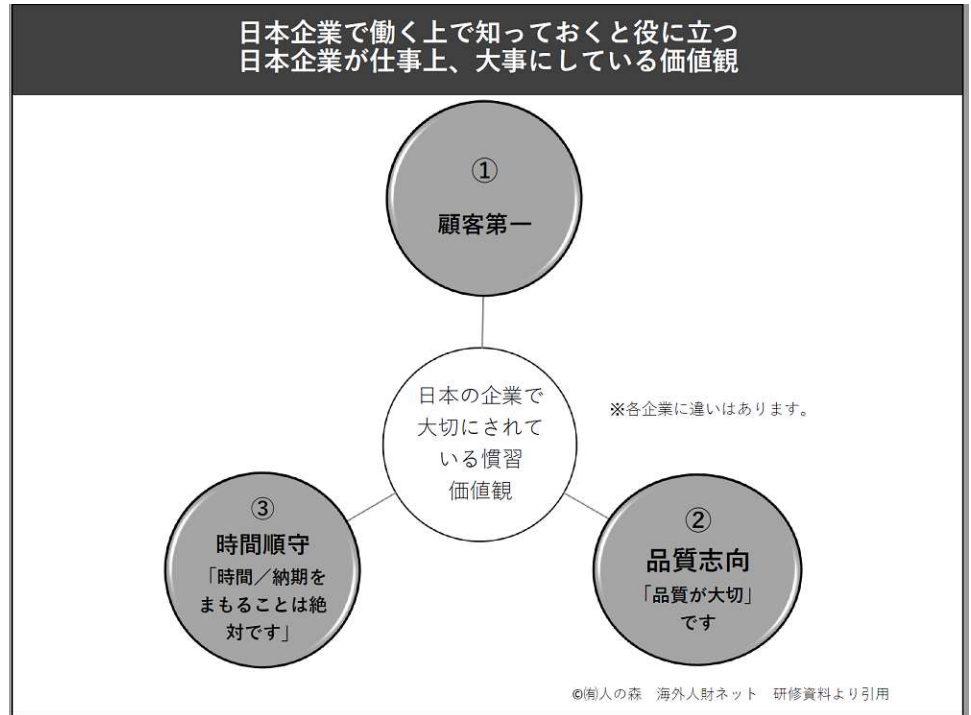 日本企業で働く上で知っておくと役に立つ
日本企業が仕事上、大事にしている価値観
①
顧客第一
日本の企業で
大切にされて
いる慣習
価値観
※各企業に違いはあります。
②
品質志向
「品質が大切」
です
③
時間順守
「時間／納期を
まもることは絶
対です」
©㈲人の森　海外人財ネット　研修資料より引用